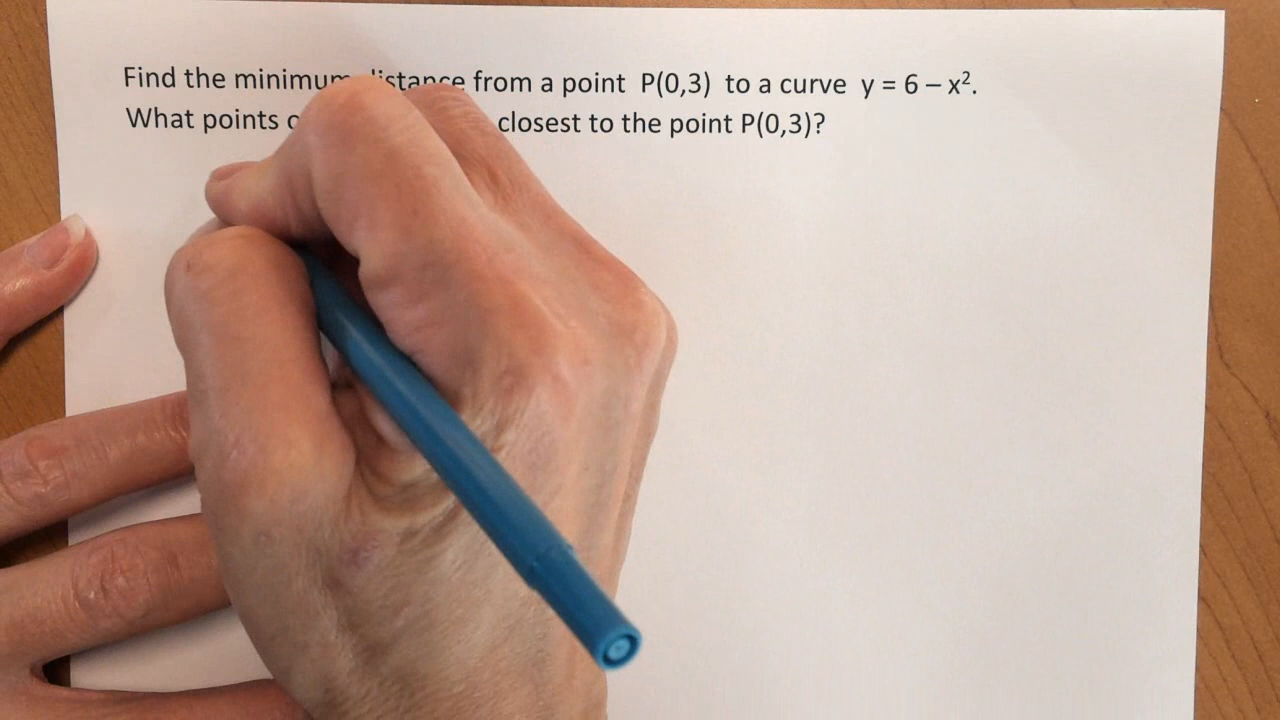 Find the minimum distance from a point P(0,3) to a curve y = 6 – x².
What points closest to the point P(0,3)?